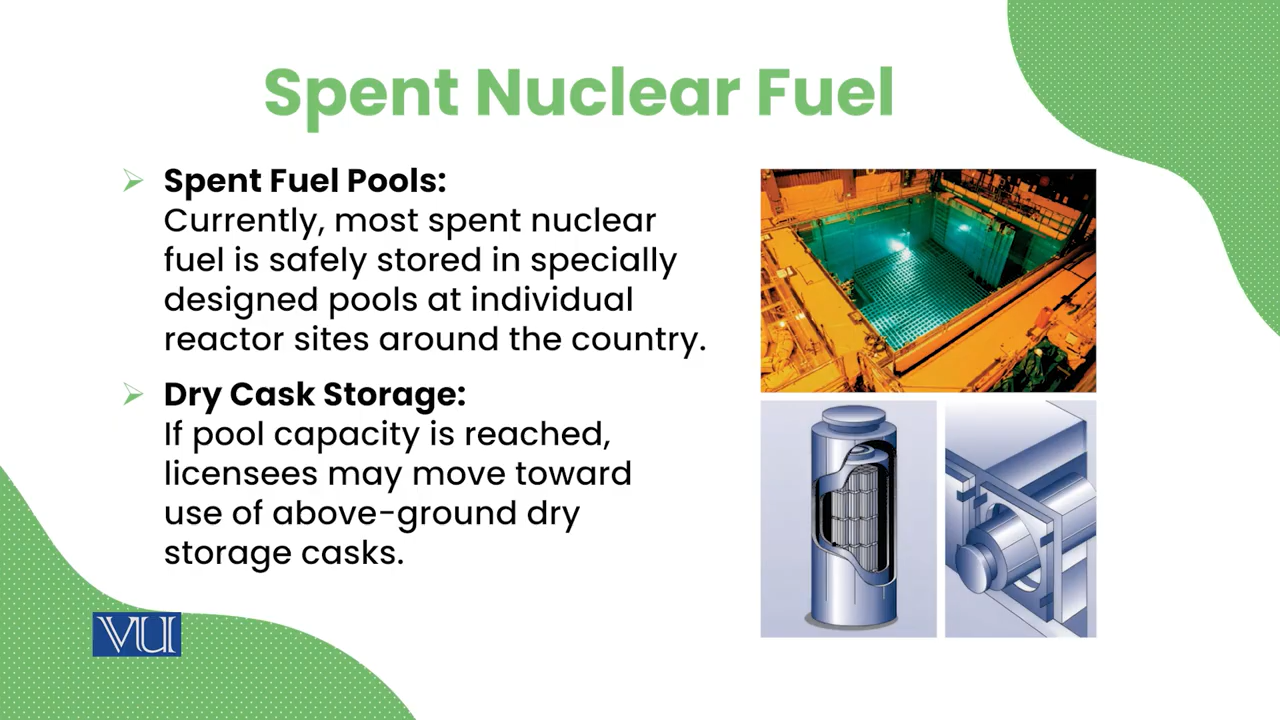 Spent Nuclear Fuel
Spent Fuel Pools:
Currently, most spent nuclear
fuel is safely stored in specially
designed pools at individual
reactor sites around the country.
Dry Cask Storage:
If pool capacity is reached,
licensees may move toward
use of above-ground dry
storage casks.
VU